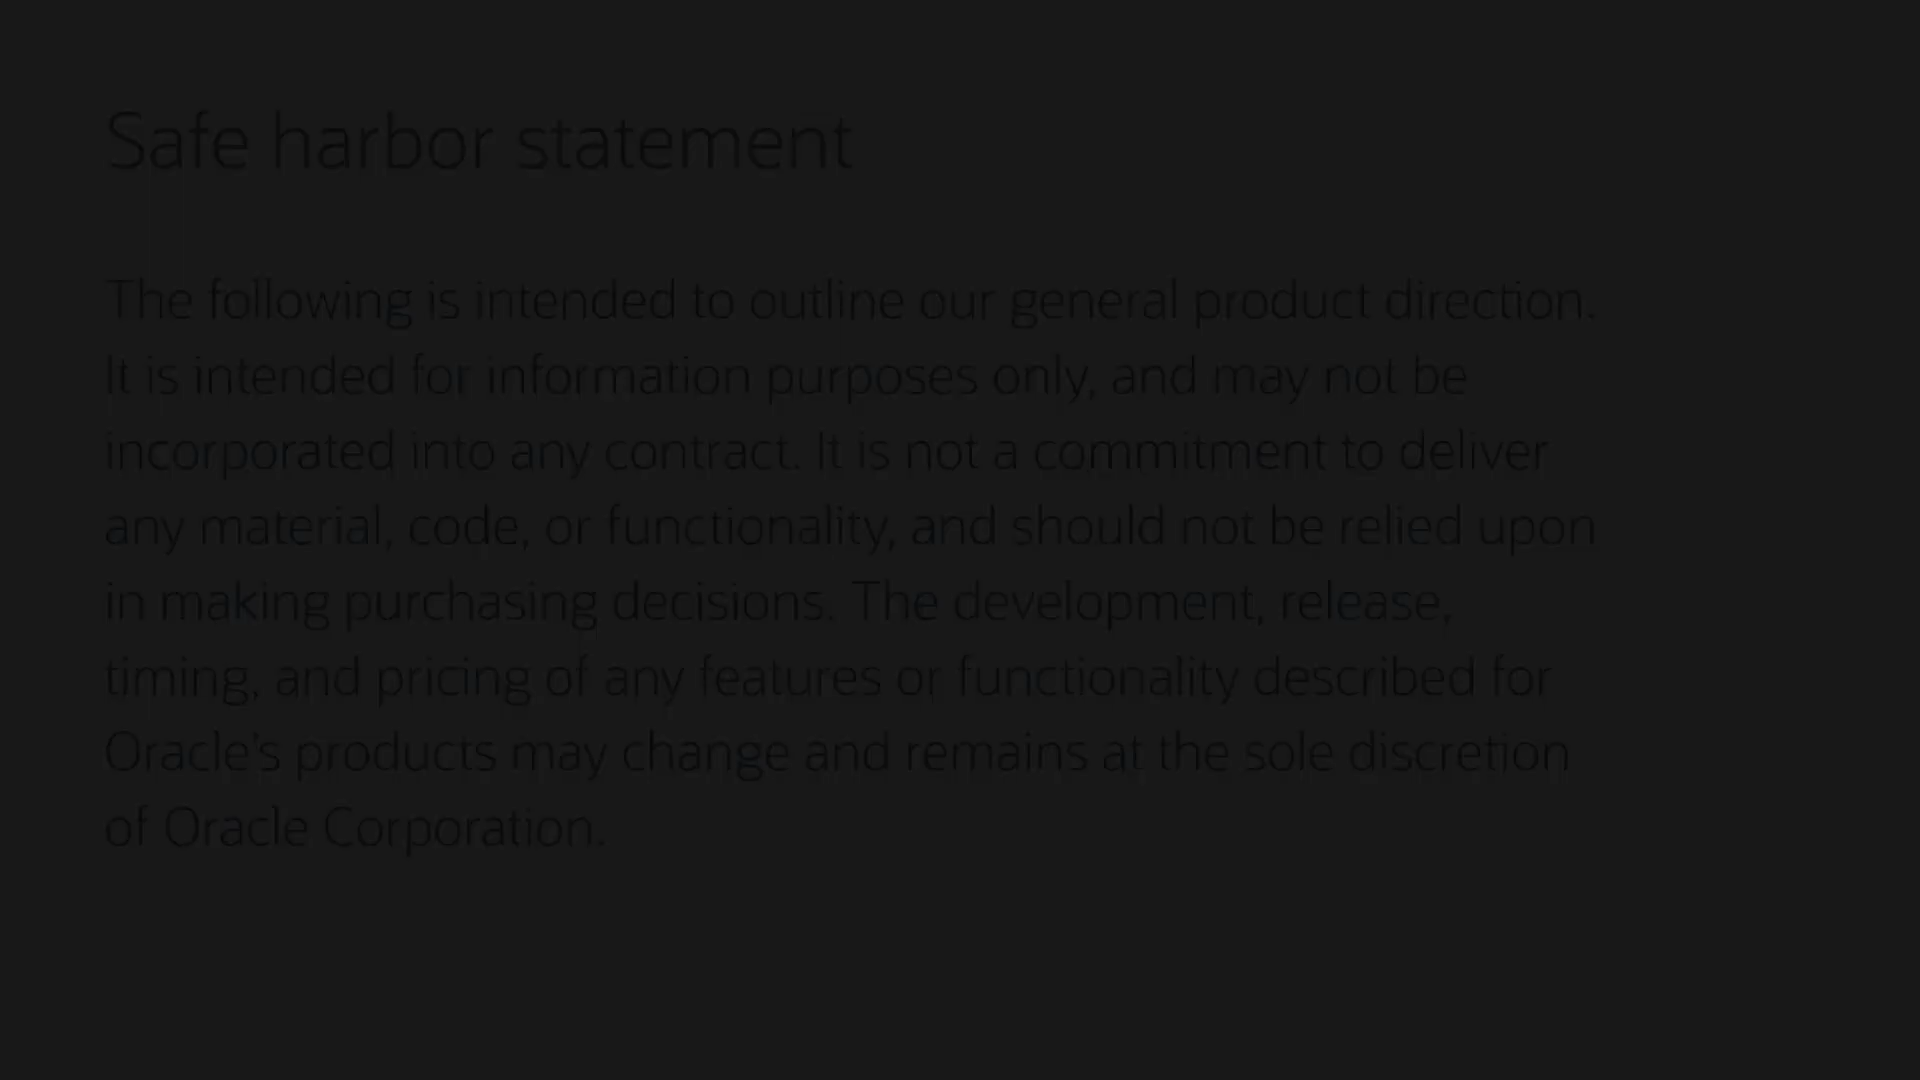 Safe harbor statement
The following is intended to outline our general product direction.
It is intended for information purposes only, and may not be
incorporated into any contract. It is not a commitment to deliver
any material, code, or functionality, and should not be relied upon
in making purchasing decisions. The development, release,
timing, and pricing of any features or functionality described for
Oracle's products may change and remains at the sole discretion
of Oracle Corporation.